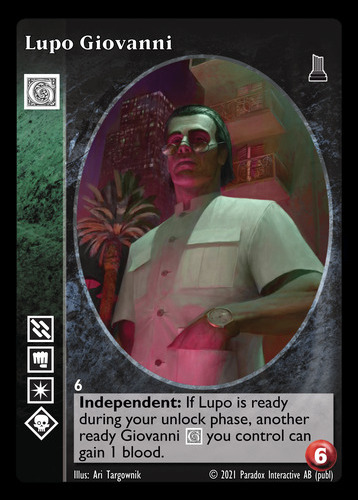 Lupo Giovanni
6
Independent: If Lupo is ready
during your unlock phase, another
ready Giovanni you control can
gain 1 blood.
6
Illus: Ari Targownik © 2021 Paradox Interactive AB (publ)